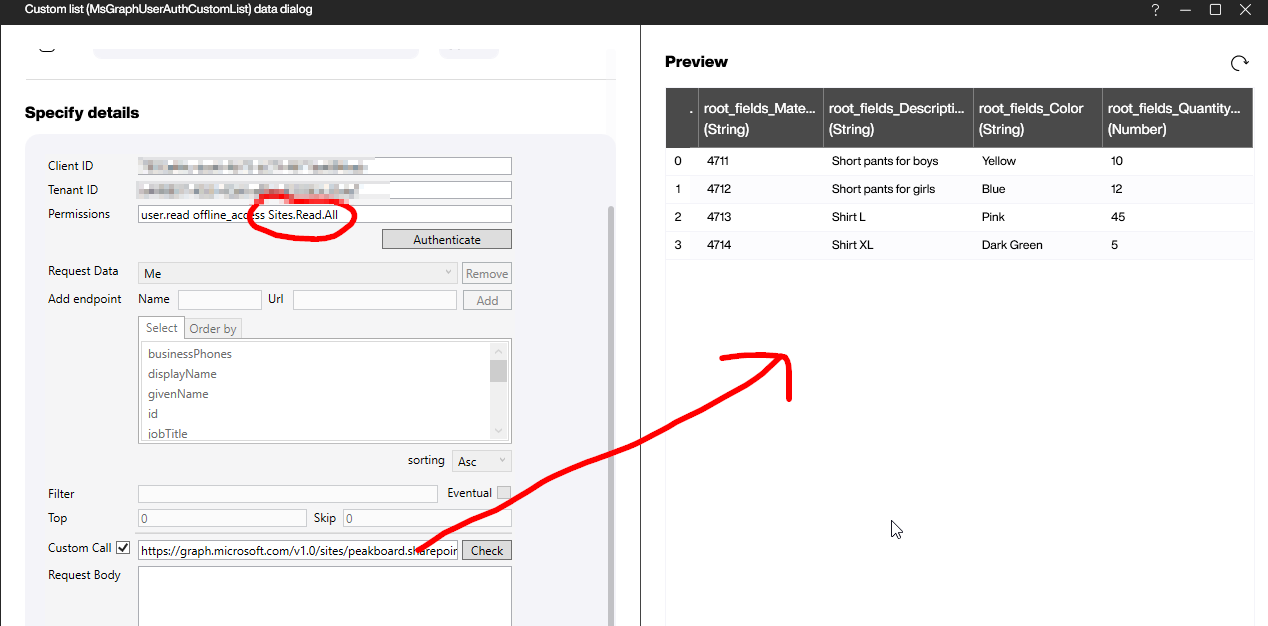 Custom list (MsGraphUserAuthCustomList) data dialog
?
Specify details
Client ID
Tenant ID
Permissions user.read offline_access Sites.Read.All
Authenticate
Request Data Me Remove
Add endpoint Name Url Add
Select Order by
businessPhones
displayName
givenName
id
jobTitle
sorting Asc
Filter Eventual
Top 0 Skip 0
Custom Call https://graph.microsoft.com/v1.0/sites/peakboard.sharepoin Check
Request Body
Preview
. root_fields_Mate... root_fields_Descripti... root_fields_Color root_fields_Quantity...
(String) (String) (String) (Number)
0 4711 Short pants for boys Yellow 10
1 4712 Short pants for girls Blue 12
2 4713 Shirt L Pink 45
3 4714 Shirt XL Dark Green 5